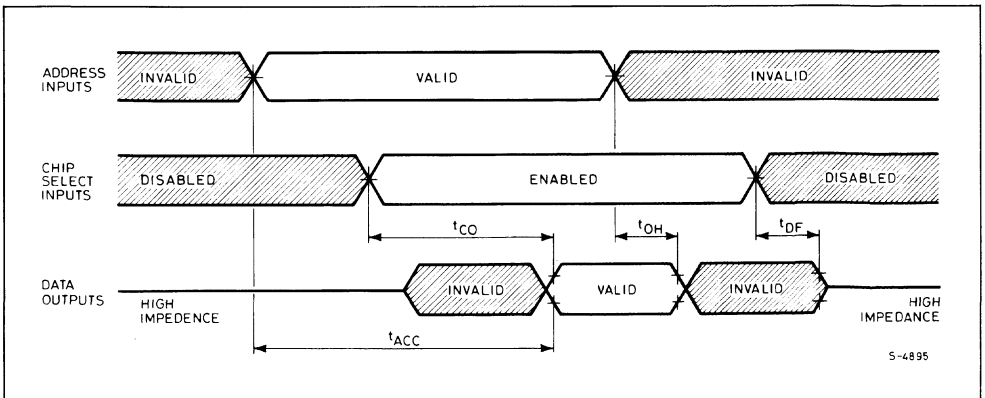 ADDRESS
INPUTS
INVALID
VALID
INVALID
CHIP
SELECT
INPUTS
DISABLED
ENABLED
DISABLED
tCO
tOH
tDF
DATA
OUTPUTS
HIGH
IMPEDENCE
INVALID
VALID
INVALID
HIGH
IMPEDANCE
tACC
S-4895